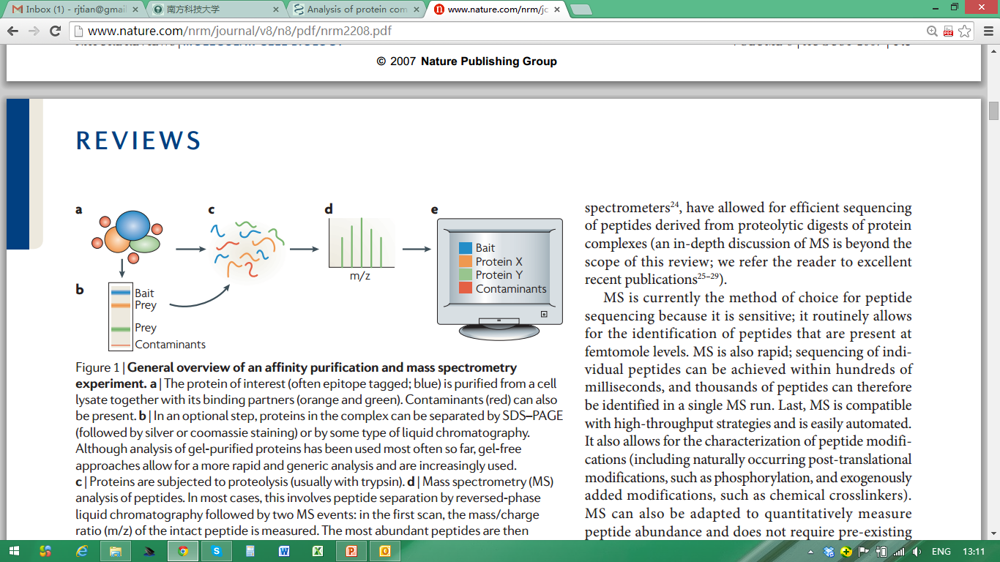 Inbox (1) - rjtian@gmai
南方科技大学
Analysis of protein com
www.nature.com/nrm/jc
www.nature.com/nrm/journal/v8/n8/pdf/nrm2208.pdf
© 2007 Nature Publishing Group
REVIEWS
a
c
d
e
m/z
Bait
Protein X
Protein Y
Contaminants
b
Bait
Prey
Prey
Contaminants
Figure 1 | General overview of an affinity purification and mass spectrometry
experiment. a | The protein of interest (often epitope tagged; blue) is purified from a cell
lysate together with its binding partners (orange and green). Contaminants (red) can also
be present. b | In an optional step, proteins in the complex can be separated by SDS–PAGE
(followed by silver or coomassie staining) or by some type of liquid chromatography.
Although analysis of gel-purified proteins has been used most often so far, gel-free
approaches allow for a more rapid and generic analysis and are increasingly used.
c | Proteins are subjected to proteolysis (usually with trypsin). d | Mass spectrometry (MS)
analysis of peptides. In most cases, this involves peptide separation by reversed-phase
liquid chromatography followed by two MS events: in the first scan, the mass/charge
ratio (m/z) of the intact peptide is measured. The most abundant peptides are then
spectrometers24, have allowed for efficient sequencing
of peptides derived from proteolytic digests of protein
complexes (an in-depth discussion of MS is beyond the
scope of this review; we refer the reader to excellent
recent publications25–29).
MS is currently the method of choice for peptide
sequencing because it is sensitive; it routinely allows
for the identification of peptides that are present at
femtomole levels. MS is also rapid; sequencing of indi-
vidual peptides can be achieved within hundreds of
milliseconds, and thousands of peptides can therefore
be identified in a single MS run. Last, MS is compatible
with high-throughput strategies and is easily automated.
It also allows for the characterization of peptide modifi-
cations (including naturally occurring post-translational
modifications, such as phosphorylation, and exogenously
added modifications, such as chemical crosslinkers).
MS can also be adapted to quantitatively measure
peptide abundance and does not require pre-existing
ENG
13:11